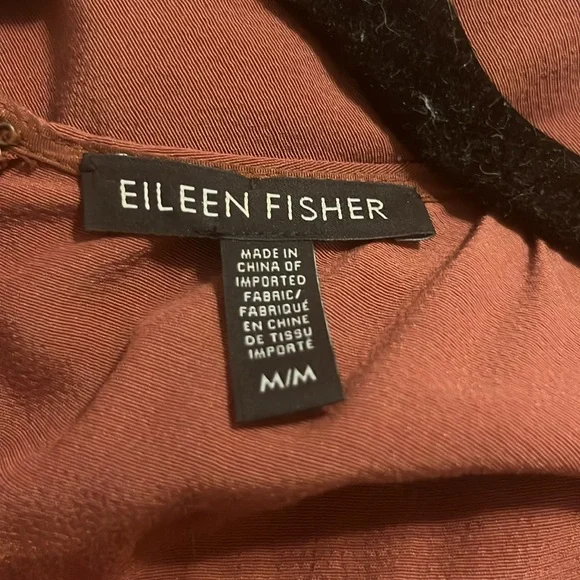 EILEEN FISHER
MADE IN
CHINA OF
IMPORTED
FABRIC/
FABRIQUÉ
EN CHINE
DE TISSU
IMPORTÉ
M/M